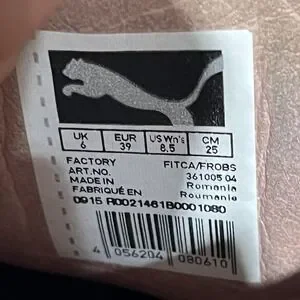 UK EUR US Wn's CM
6 39 8.5 25
FACTORY FITCA/FROBS
ART.NO. 361005 04
MADE IN Romania
FABRIQUÉ EN Roumanie
0915 R0021461B0001080
4 056204 080610